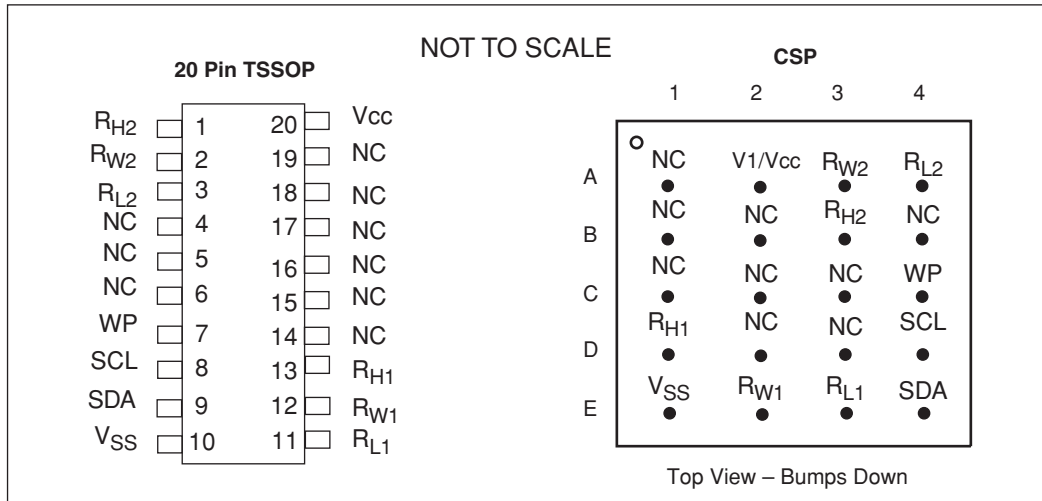 NOT TO SCALE
20 Pin TSSOP
RH2 1 20 Vcc
RW2 2 19 NC
RL2 3 18 NC
NC 4 17 NC
NC 5 16 NC
NC 6 15 NC
WP 7 14 NC
SCL 8 13 RH1
SDA 9 12 RW1
VSS 10 11 RL1
CSP
1 2 3 4
A NC V1/Vcc RW2 RL2
B NC NC RH2 NC
C NC NC NC WP
D RH1 NC NC SCL
E VSS RW1 RL1 SDA
Top View – Bumps Down